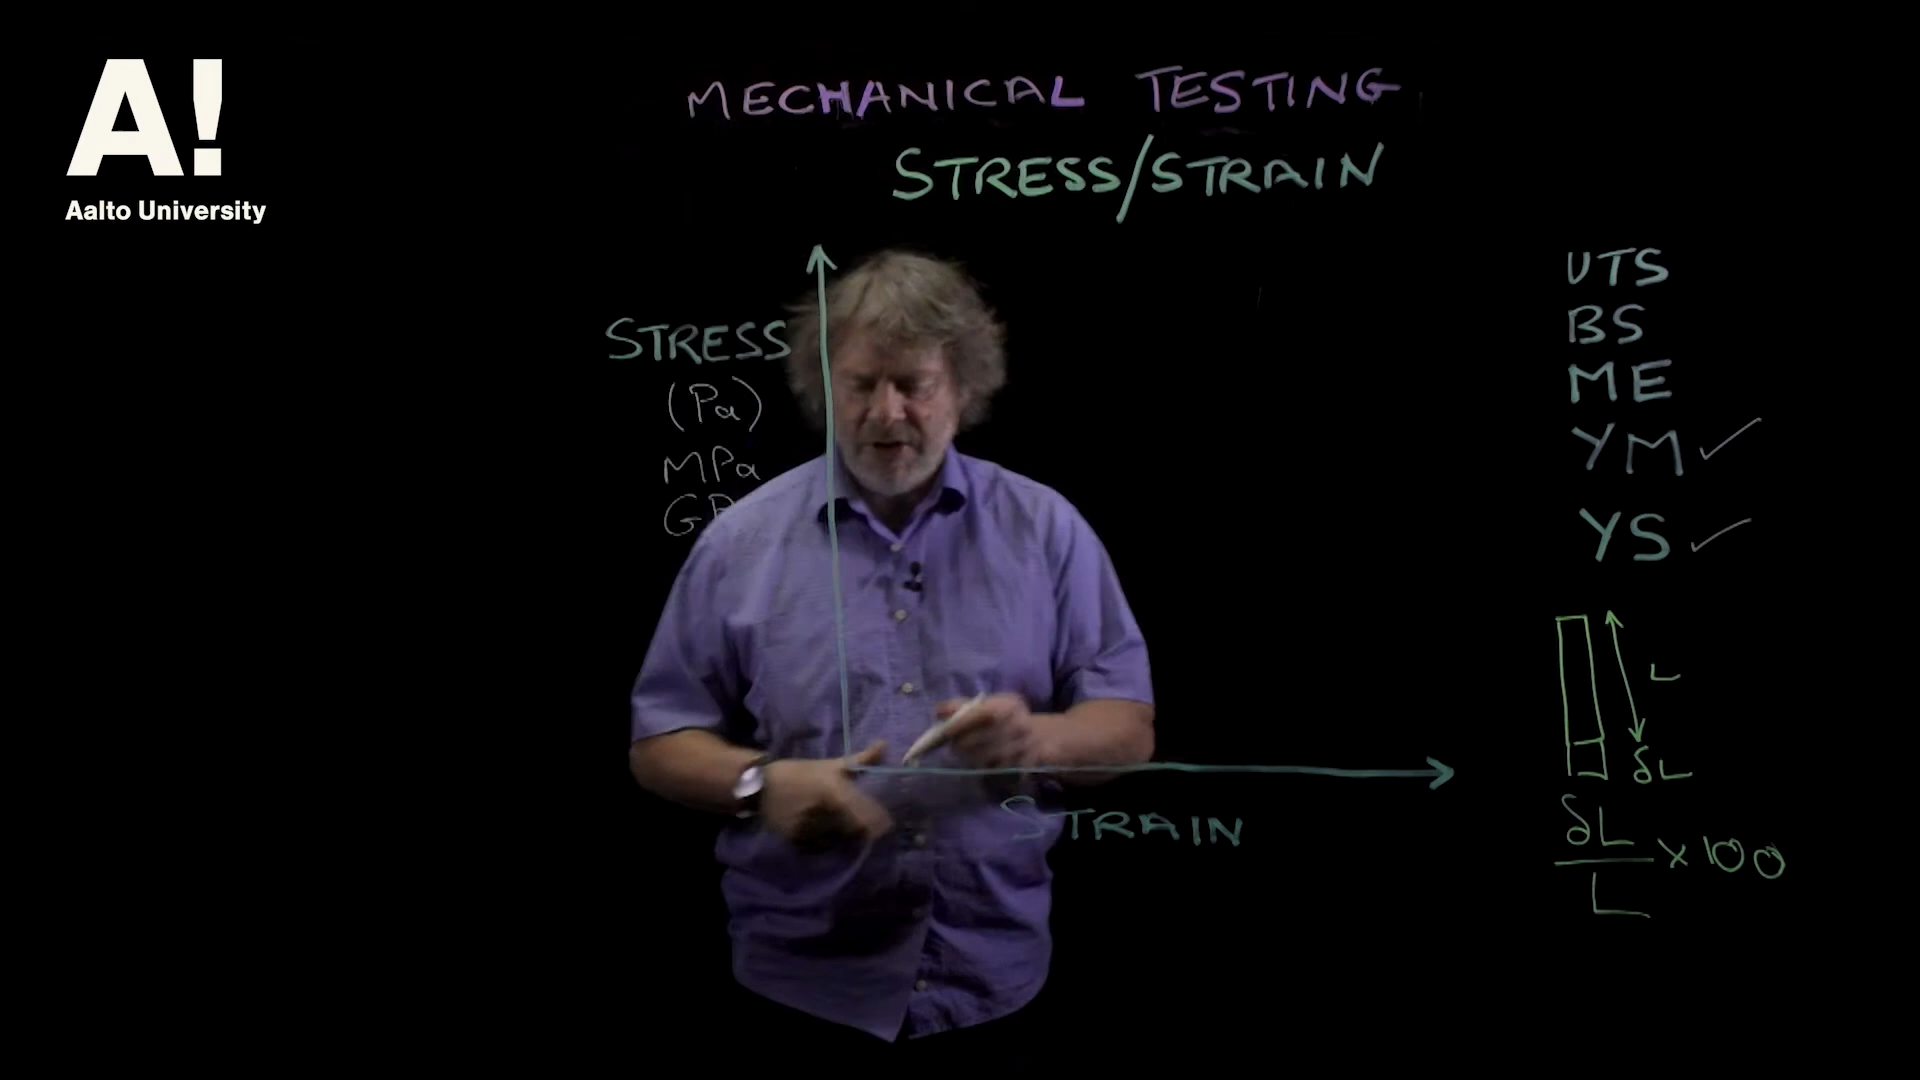 A!
Aalto University
MECHANICAL TESTING
STRESS/STRAIN
STRESS
(Pa)
MPa
STRAIN
UTS
BS
ME
YM ✓
YS ✓
L
δL
δL
L
×100